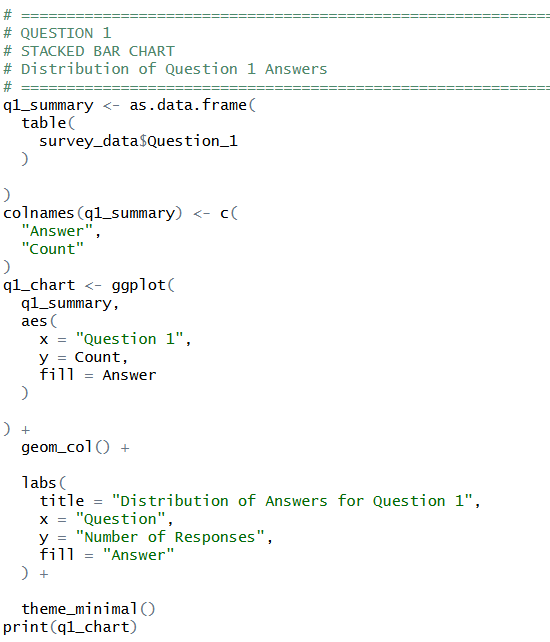 # ===========================================================
# QUESTION 1
# STACKED BAR CHART
# Distribution of Question 1 Answers
# ===========================================================
q1_summary <- as.data.frame(
  table(
    survey_data$Question_1
  )

)
colnames(q1_summary) <- c(
  "Answer",
  "Count"
)
q1_chart <- ggplot(
  q1_summary,
  aes(
    x = "Question 1",
    y = Count,
    fill = Answer
  )

) +
  geom_col() +

  labs(
    title = "Distribution of Answers for Question 1",
    x = "Question",
    y = "Number of Responses",
    fill = "Answer"
  ) +

  theme_minimal()
print(q1_chart)